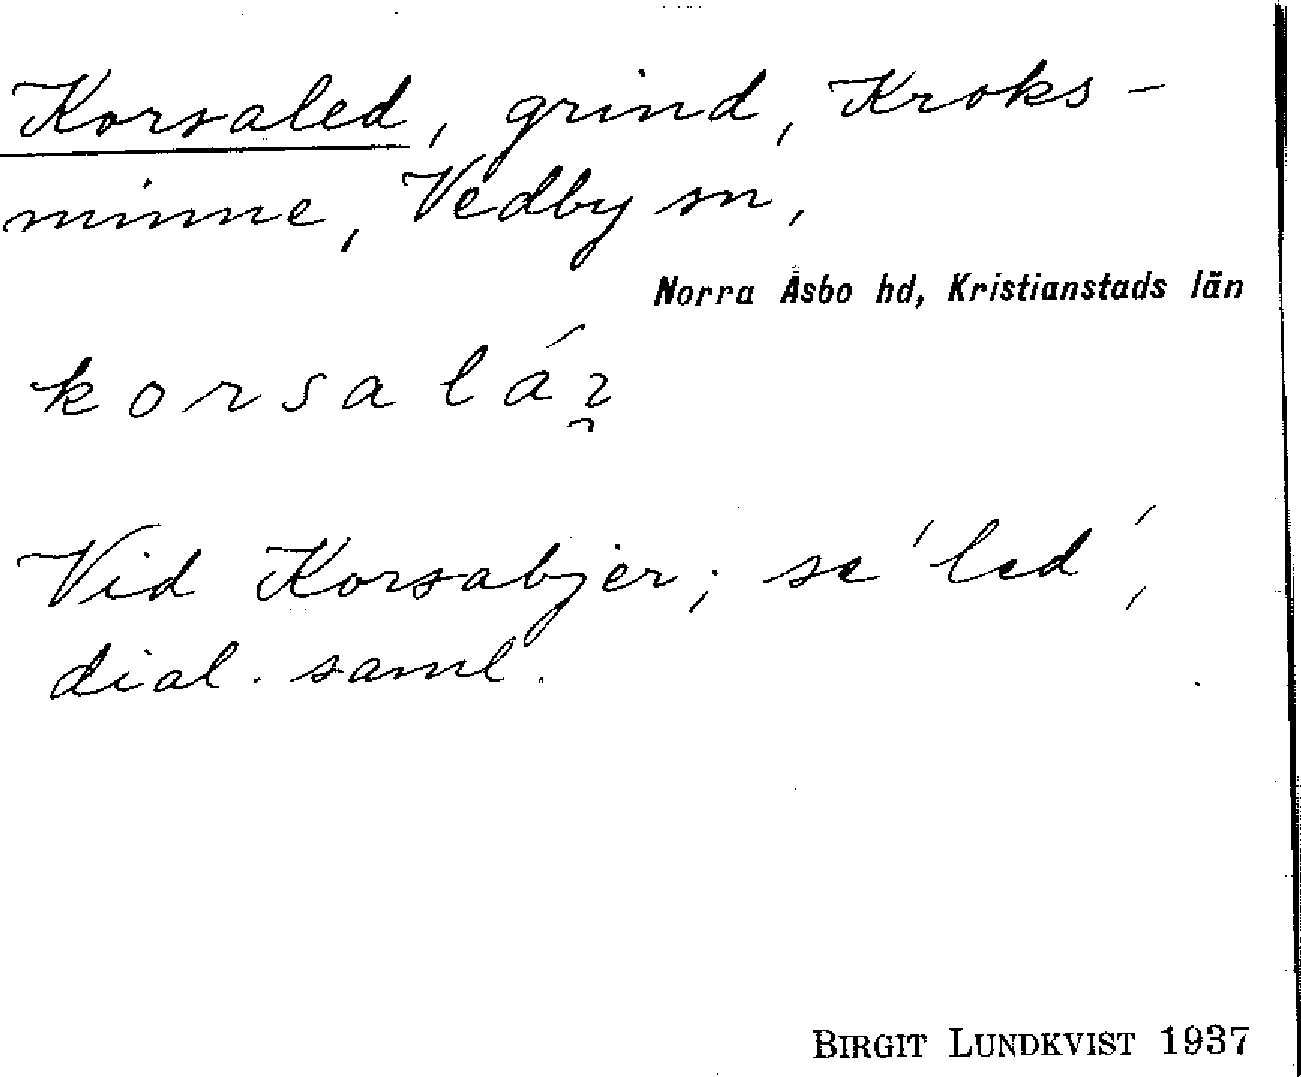 Korsaled, grind, Kroks-
minne, Vedby sn,
Norra Åsbo hd, Kristianstads län
korsalá
Vid Korsabjer; se 'led',
dial. saml.
BIRGIT LUNDKVIST 1937